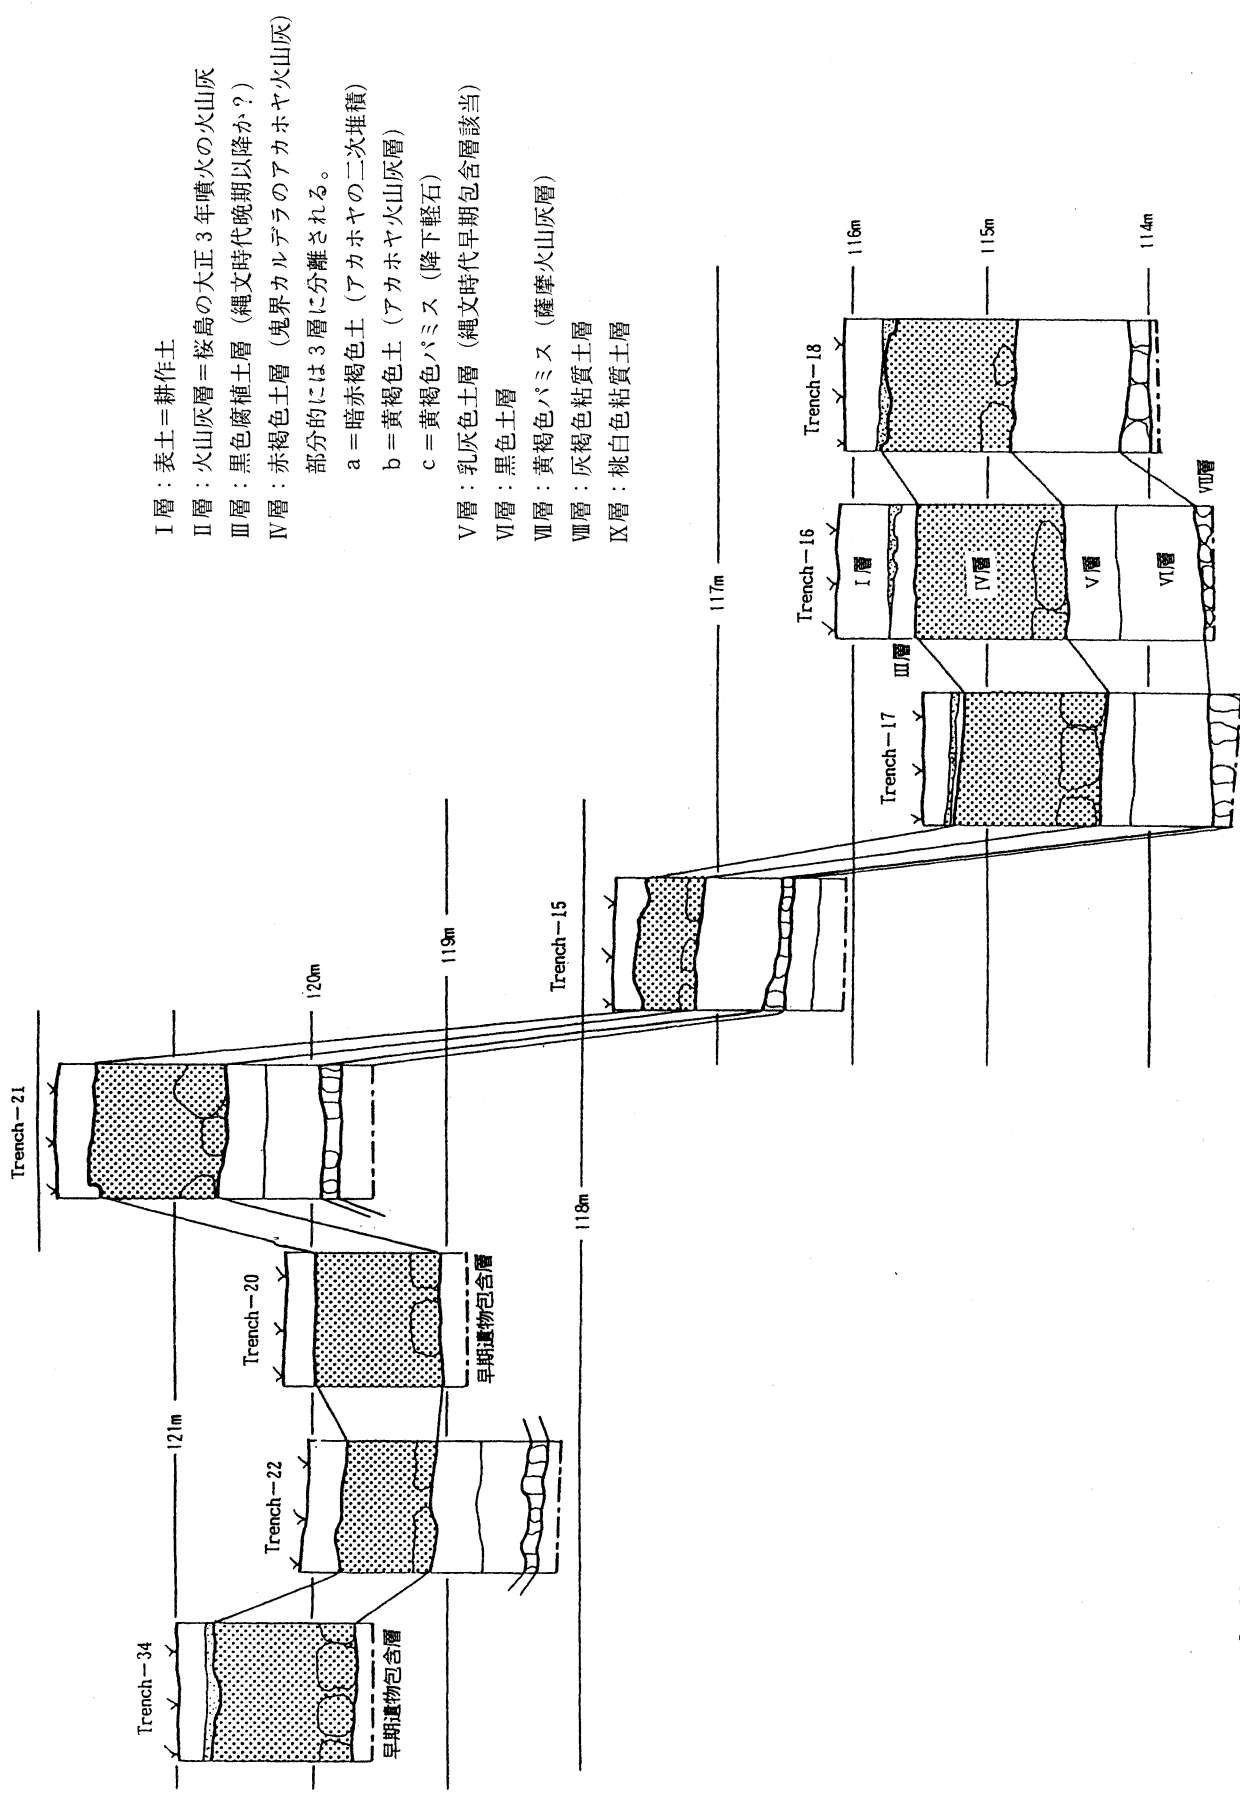 Ⅰ層：表土＝耕作土
Ⅱ層：火山灰層＝桜島の大正3年噴火の火山灰
Ⅲ層：黒色腐植土層（縄文時代晩期以降か？）
Ⅳ層：赤褐色土層（鬼界カルデラのアカホヤ火山灰）
部分的には3層に分離される。
a＝暗赤褐色土（アカホヤの二次堆積）
b＝黄褐色土（アカホヤ火山灰層）
c＝黄褐色パミス（降下軽石）
Ⅴ層：乳灰色土層（縄文時代早期包含層該当）
Ⅵ層：黒色土層
Ⅶ層：黄褐色パミス（薩摩火山灰層）
Ⅷ層：灰褐色粘質土層
Ⅸ層：桃白色粘質土層
Trench－34
早期遺物包含層
121m
Trench－22
Trench－20
早期遺物包含層
Trench－21
120m
119m
118m
Trench－15
117m
Trench－17
Trench－16
Ⅰ層
Ⅲ層
Ⅳ層
Ⅴ層
Ⅵ層
Ⅶ層
Trench－18
116m
115m
114m